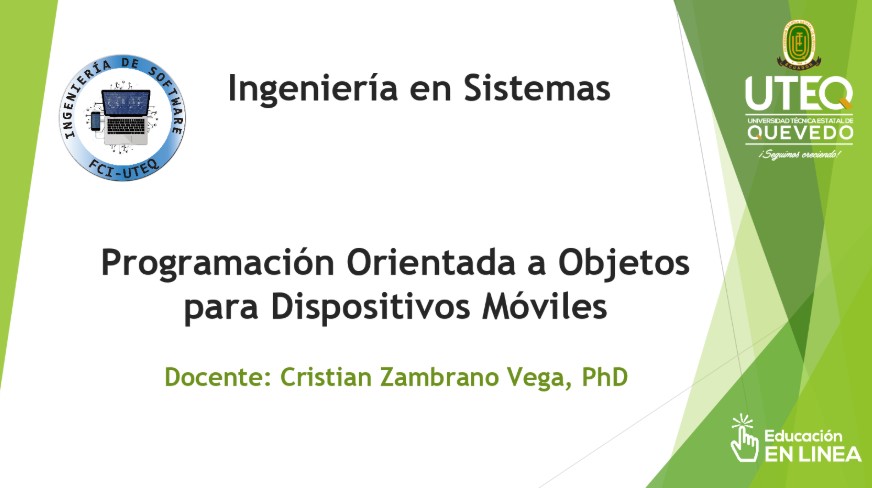 INGENIERÍA DE SOFTWARE
FCI-UTEQ
Ingeniería en Sistemas
UTEQ
UNIVERSIDAD TÉCNICA ESTATAL DE
QUEVEDO
¡Seguimos creciendo!
Programación Orientada a Objetos
para Dispositivos Móviles
Docente: Cristian Zambrano Vega, PhD
Educación
EN LINEA